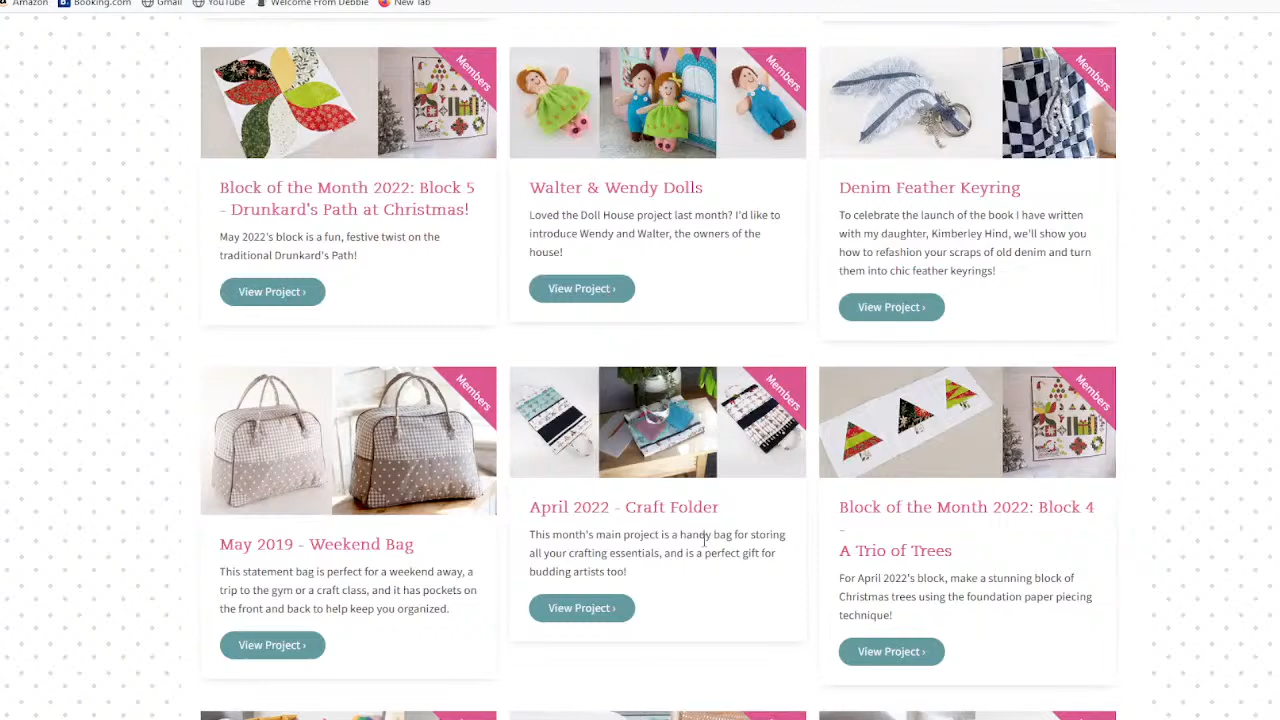 Amazon Booking.com Gmail YouTube Welcome From Debbie New Tab
Members
Block of the Month 2022: Block 5
- Drunkard's Path at Christmas!
May 2022's block is a fun, festive twist on the
traditional Drunkard's Path!
View Project ›
Members
Walter & Wendy Dolls
Loved the Doll House project last month? I'd like to
introduce Wendy and Walter, the owners of the
house!
View Project ›
Members
Denim Feather Keyring
To celebrate the launch of the book I have written
with my daughter, Kimberley Hind, we'll show you
how to refashion your scraps of old denim and turn
them into chic feather keyrings!
View Project ›
Members
May 2019 - Weekend Bag
This statement bag is perfect for a weekend away, a
trip to the gym or a craft class, and it has pockets on
the front and back to help keep you organized.
View Project ›
Members
April 2022 - Craft Folder
This month's main project is a handy bag for storing
all your crafting essentials, and is a perfect gift for
budding artists too!
View Project ›
Members
Block of the Month 2022: Block 4
-
A Trio of Trees
For April 2022's block, make a stunning block of
Christmas trees using the foundation paper piecing
technique!
View Project ›